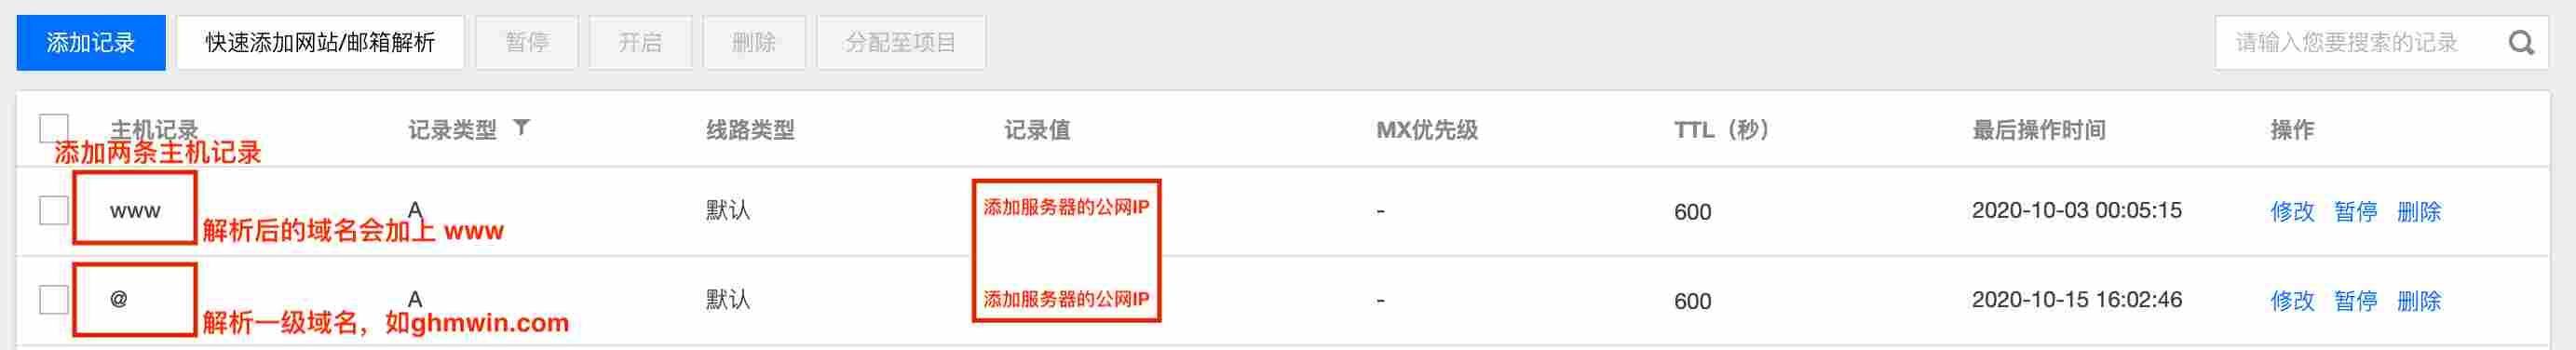 添加记录 快速添加网站/邮箱解析 暂停 开启 删除 分配至项目 请输入您要搜索的记录
主机记录 记录类型 线路类型 记录值 MX优先级 TTL（秒） 最后操作时间 操作
添加两条主机记录
www A 默认 添加服务器的公网IP - 600 2020-10-03 00:05:15 修改 暂停 删除
解析后的域名会加上 www
@ A 默认 添加服务器的公网IP - 600 2020-10-15 16:02:46 修改 暂停 删除
解析一级域名，如ghmwin.com